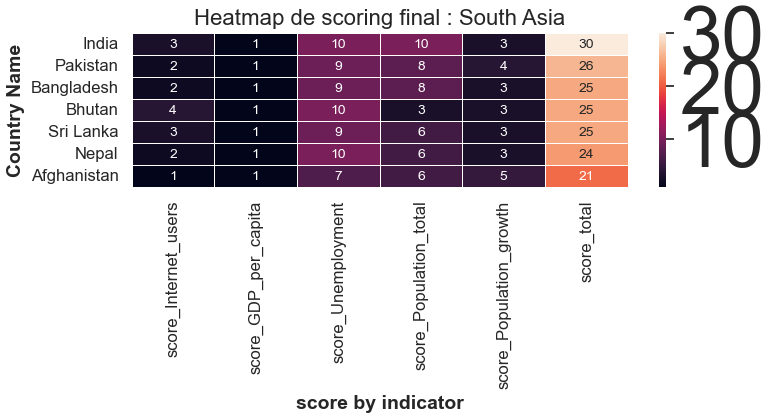 Heatmap de scoring final : South Asia
Country Name
India 3 1 10 10 3 30
Pakistan 2 1 9 8 4 26
Bangladesh 2 1 9 8 3 25
Bhutan 4 1 10 3 3 25
Sri Lanka 3 1 9 6 3 25
Nepal 2 1 10 6 3 24
Afghanistan 1 1 7 6 5 21
score_Internet_users
score_GDP_per_capita
score_Unemployment
score_Population_total
score_Population_growth
score_total
score by indicator
30
20
10